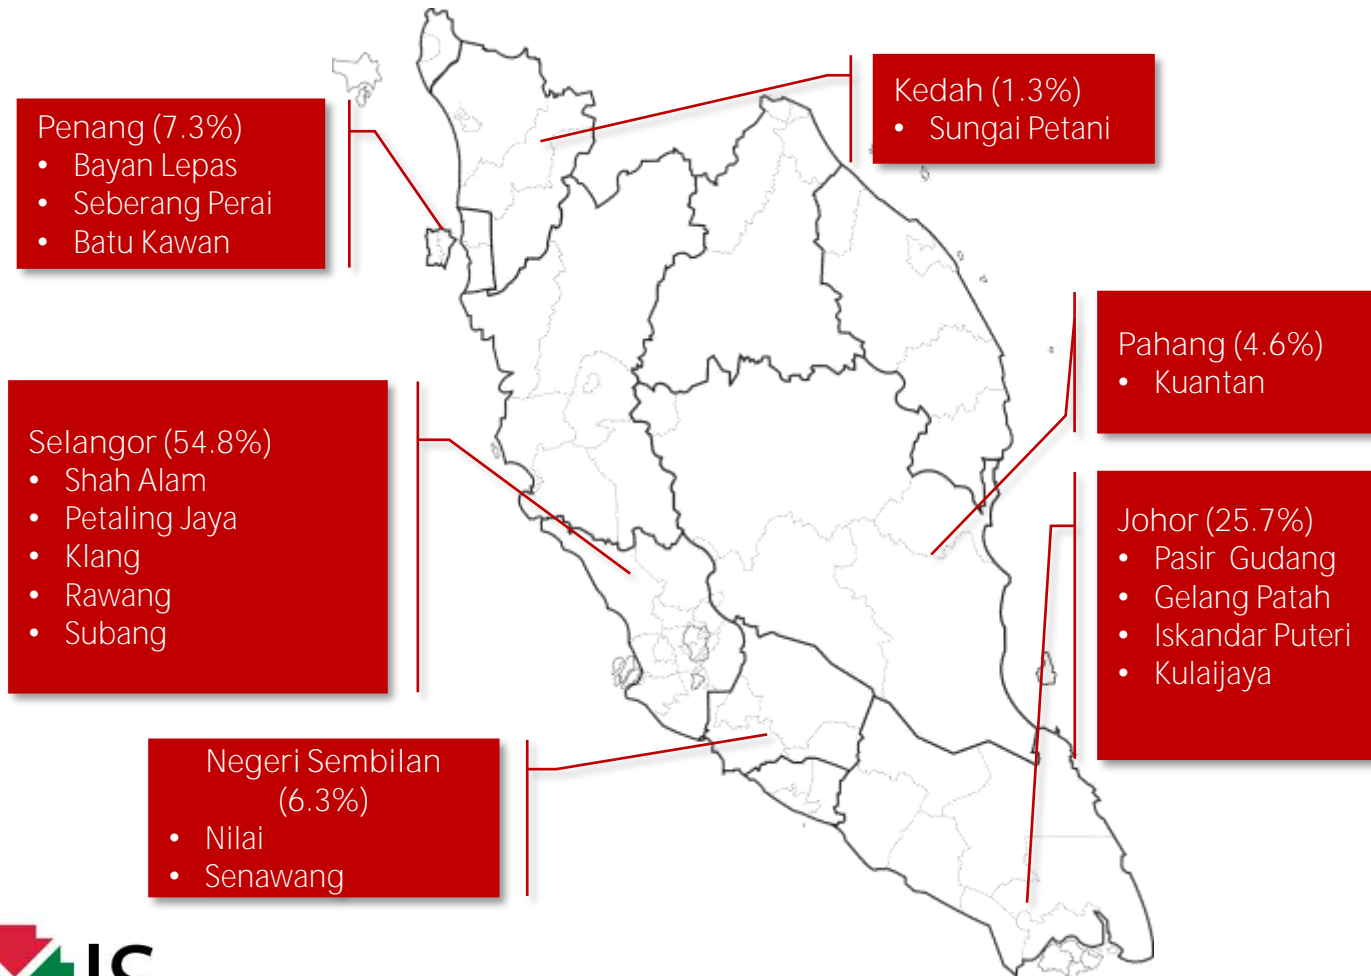 Penang (7.3%)
• Bayan Lepas
• Seberang Perai
• Batu Kawan
Kedah (1.3%)
• Sungai Petani
Pahang (4.6%)
• Kuantan
Selangor (54.8%)
• Shah Alam
• Petaling Jaya
• Klang
• Rawang
• Subang
Johor (25.7%)
• Pasir Gudang
• Gelang Patah
• Iskandar Puteri
• Kulaijaya
Negeri Sembilan
(6.3%)
• Nilai
• Senawang